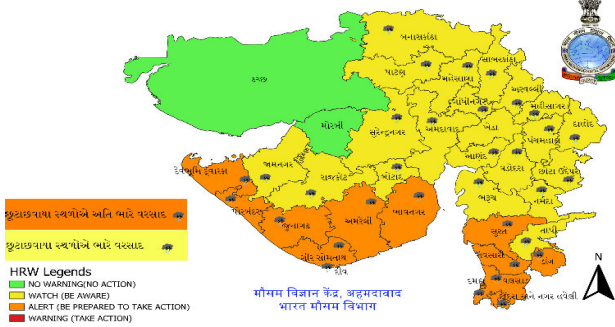 બનાસકાંઠા
પાટણ
મહેસાણા
સાબરકાંઠા
અરવલ્લી
ગાંધીનગર
મહીસાગર
કચ્છ
મોરબી
સુરેન્દ્રનગર
અમદાવાદ
ખેડા
પંચમહાલ
દાહોદ
આણંદ
વડોદરા
છોટા ઉદેપુર
દેવભૂમિ દ્વારકા
જામનગર
રાજકોટ
બોટાદ
ભરૂચ
નર્મદા
પોરબંદર
જુનાગઢ
અમરેલી
ભાવનગર
સુરત
તાપી
ગીર સોમનાથ
દીવ
નવસારી
ડાંગ
દમણ
વલસાડ
દાદરા અને નગર હવેલી
છુટાછવાયા સ્થળોએ અતિ ભારે વરસાદ
છુટાછવાયા સ્થળોએ ભારે વરસાદ
HRW Legends
NO WARNING(NO ACTION)
WATCH (BE AWARE)
ALERT (BE PREPARED TO TAKE ACTION)
WARNING (TAKE ACTION)
मौसम विज्ञान केंद्र, अहमदाबाद
भारत मौसम विभाग
N